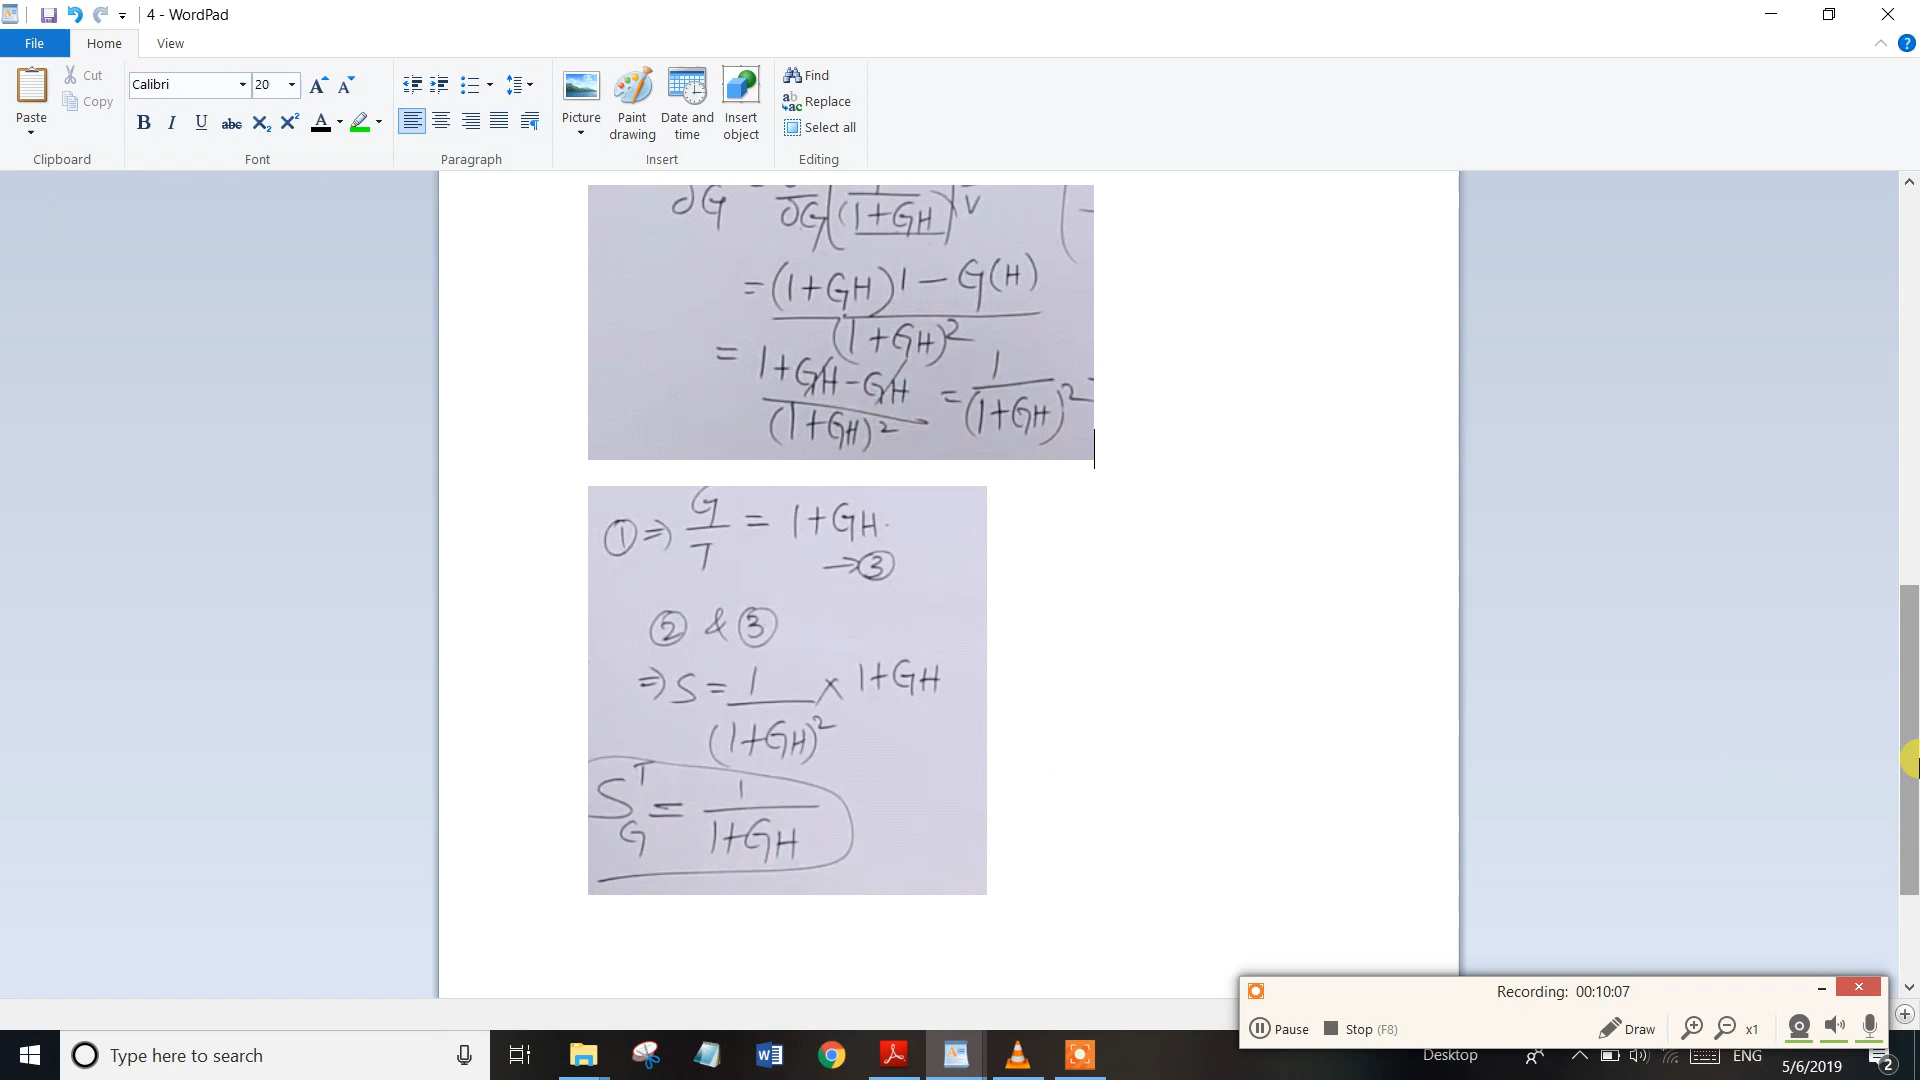 4 - WordPad
File Home View
Paste
Cut
Copy
Clipboard
Calibri 20
B I U abc X₂ X² A
Font
Paragraph
Picture
Paint drawing
Date and time
Insert object
Insert
Find
Replace
Select all
Editing
∂G ∂G (1+GH)
= (1+GH)1 - G(H)
(1+GH)²
= 1+GH-GH = 1
(1+GH)² (1+GH)²
① ⇒ G = 1+GH.
T → ③
② & ③
⇒ S = 1 × 1+GH
(1+GH)²
S T G = 1
1+GH
Recording: 00:10:07
Pause Stop (F8) Draw x1
Type here to search
Desktop ENG
5/6/2019 2